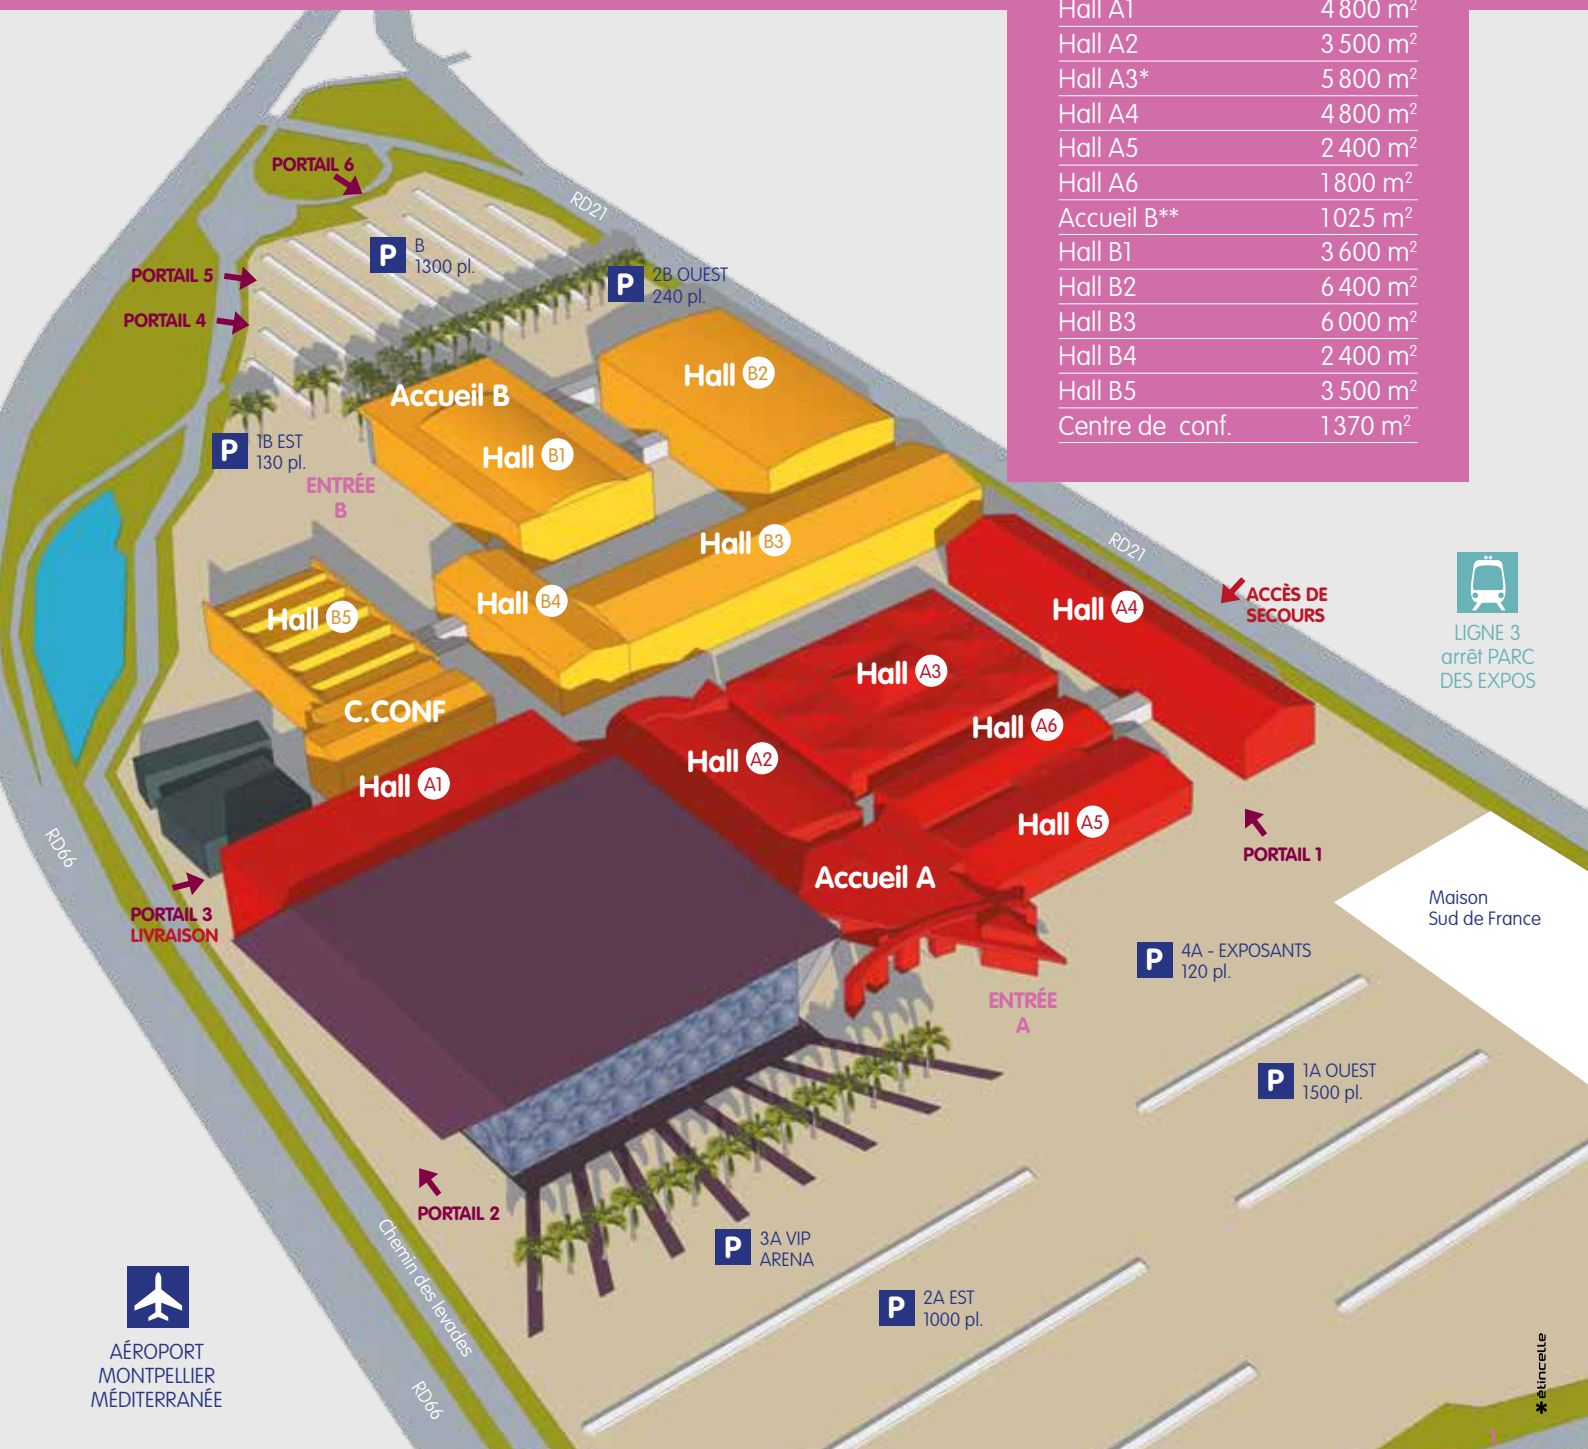 Hall A1 4 800 m²
Hall A2 3 500 m²
Hall A3* 5 800 m²
Hall A4 4 800 m²
Hall A5 2 400 m²
Hall A6 1 800 m²
Accueil B** 1 025 m²
Hall B1 3 600 m²
Hall B2 6 400 m²
Hall B3 6 000 m²
Hall B4 2 400 m²
Hall B5 3 500 m²
Centre de conf. 1 370 m²
PORTAIL 6
RD21
P B
1300 pl.
PORTAIL 5
P 2B OUEST
240 pl.
PORTAIL 4
Hall B2
Accueil B
Hall B1
P 1B EST
130 pl.
ENTRÉE
B
Hall B3
RD21
Hall B4
Hall B5
Hall A4
ACCÈS DE
SECOURS
LIGNE 3
arrêt PARC
DES EXPOS
Hall A3
C.CONF
Hall A6
Hall A2
Hall A1
Hall A5
RD66
PORTAIL 1
Accueil A
Maison
Sud de France
PORTAIL 3
LIVRAISON
P 4A - EXPOSANTS
120 pl.
ENTRÉE
A
P 1A OUEST
1500 pl.
PORTAIL 2
P 3A VIP
ARENA
Chemin des levades
P 2A EST
1000 pl.
AÉROPORT
MONTPELLIER
MÉDITERRANÉE
RD66
étincelle
1